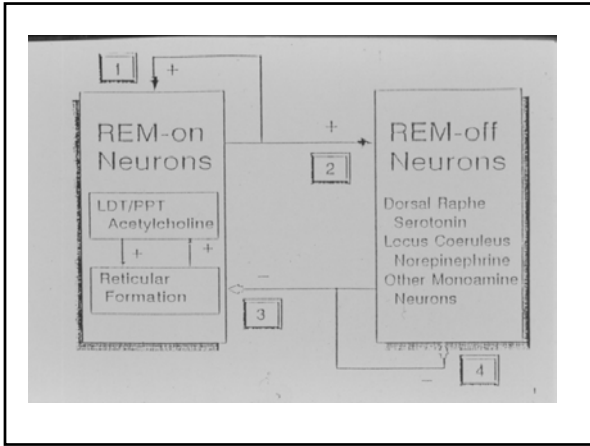 1
+
REM-on
Neurons
LDT/PPT
Acetylcholine
+ +
Reticular
Formation
+
2
REM-off
Neurons
Dorsal Raphe
Serotonin
Locus Coeruleus
Norepinephrine
Other Monoamine
Neurons
−
3
−
4